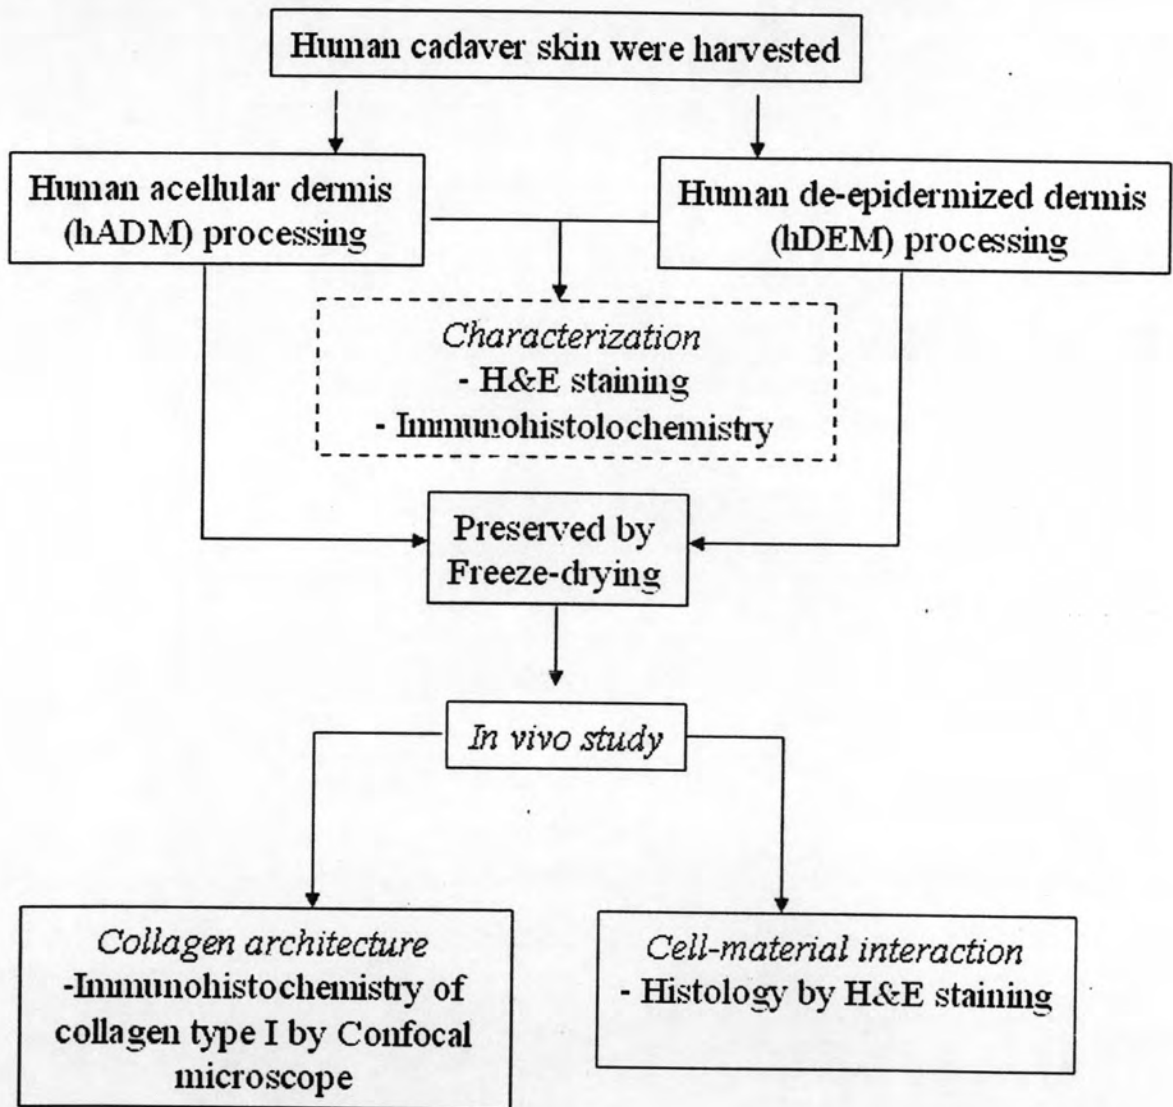 Human cadaver skin were harvested
Human acellular dermis
(hADM) processing
Human de-epidermized dermis
(hDEM) processing
Characterization
- H&E staining
- Immunohistolochemistry
Preserved by
Freeze-drying
In vivo study
Collagen architecture
-Immunohistochemistry of
collagen type I by Confocal
microscope
Cell-material interaction
- Histology by H&E staining